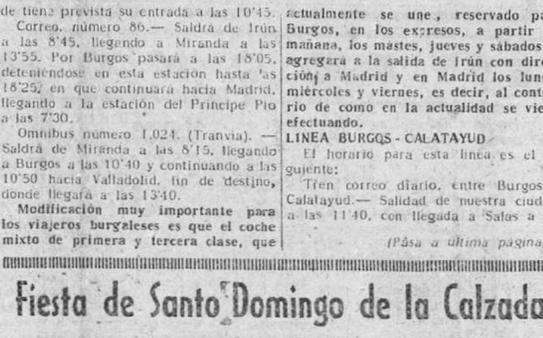 de tiene prevista su entrada a las 10'45.
Correo, número 86.— Saldrá de Irún
a las 8'45, llegando a Miranda a las
13'55. Por Burgos pasará a las 18'05,
deteniéndose en esta estación hasta las
18'25, en que continuará hacia Madrid,
llegando a la estación del Príncipe Pío
a las 7'30.
Omnibus número 1.024. (Tranvía). —
Saldrá de Miranda a las 8'15, llegando
a Burgos a las 10'40 y continuando a las
10'50 hacia Valladolid, fin de destino,
donde llegará a las 13'40.
Modificación muy importante para
los viajeros burgaleses es que el coche
mixto de primera y tercera clase, que
actualmente se une, reservado pa
Burgos, en los expresos, a partir
mañana, los mastes, jueves y sábados
agregará a la salida de Irún con dire
ción a Madrid y en Madrid los lune
miércoles y viernes, es decir, al cont
rio de como en la actualidad se vie
efectuando.
LINEA BURGOS - CALATAYUD
El horario para esta línea es el
guiente:
Tren correo diario, entre Burgos
Calatayud.— Salidad de nuestra ciud
a las 11'40, con llegada a Salas a
(Pasa a última página
Fiesta de Santo Domingo de la Calzada